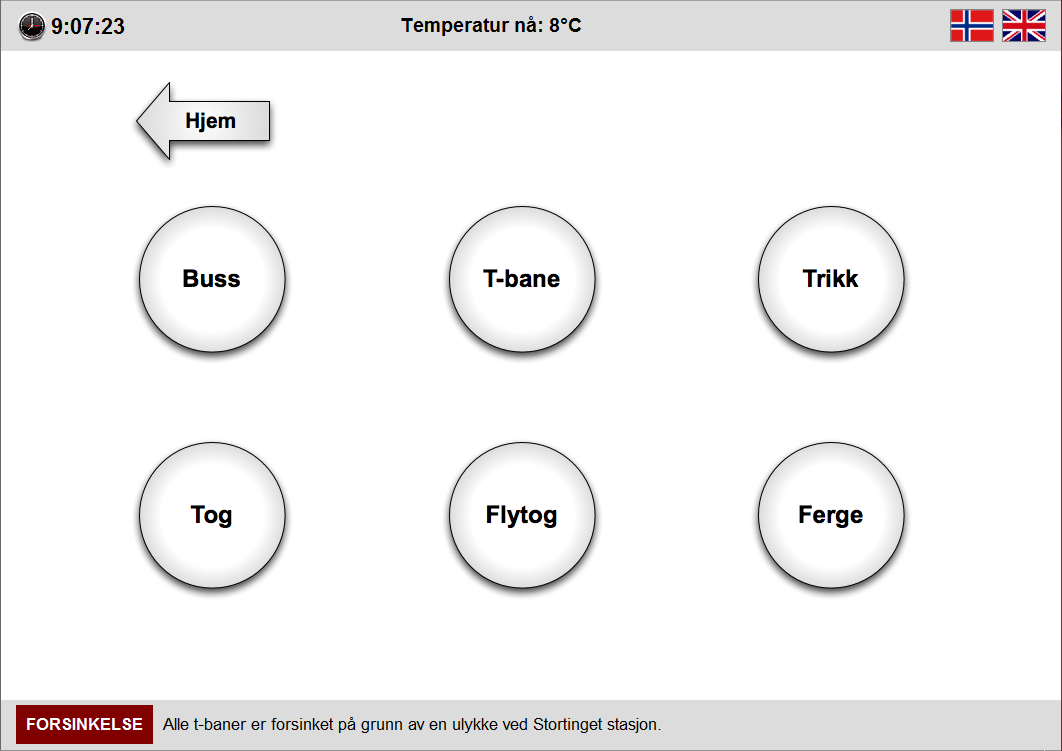 9:07:23
Temperatur nå: 8°C
Hjem
Buss
T-bane
Trikk
Tog
Flytog
Ferge
FORSINKELSE Alle t-baner er forsinket på grunn av en ulykke ved Stortinget stasjon.